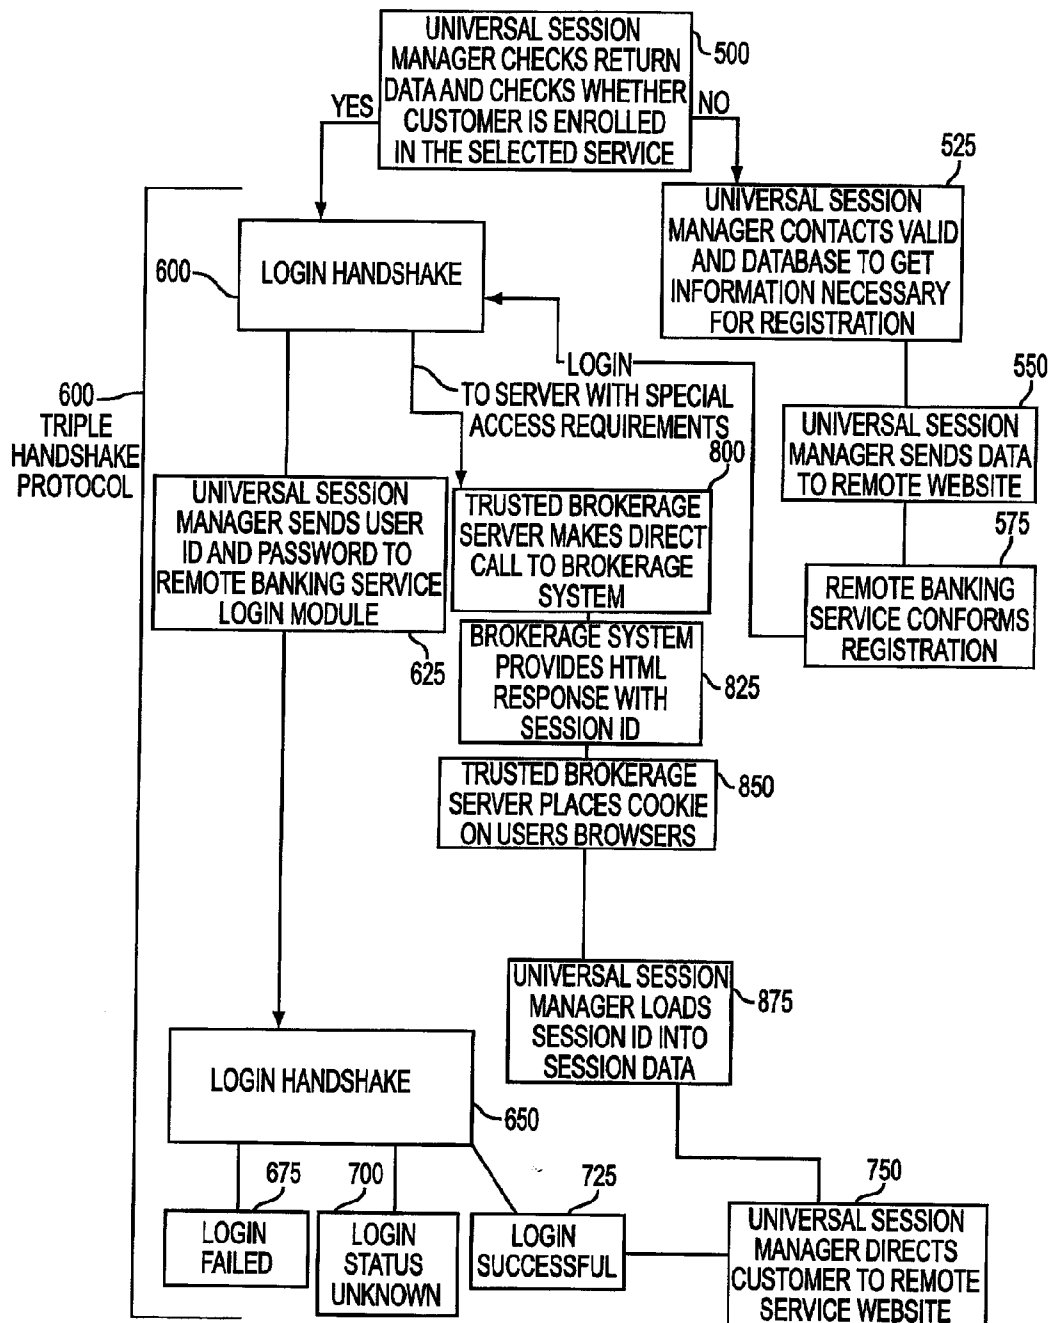 UNIVERSAL SESSION
MANAGER CHECKS RETURN
DATA AND CHECKS WHETHER
CUSTOMER IS ENROLLED
IN THE SELECTED SERVICE
500
YES
NO
525
UNIVERSAL SESSION
MANAGER CONTACTS VALID
AND DATABASE TO GET
INFORMATION NECESSARY
FOR REGISTRATION
600
LOGIN HANDSHAKE
LOGIN
TO SERVER WITH SPECIAL
ACCESS REQUIREMENTS
550
UNIVERSAL SESSION
MANAGER SENDS DATA
TO REMOTE WEBSITE
575
REMOTE BANKING
SERVICE CONFORMS
REGISTRATION
600
TRIPLE
HANDSHAKE
PROTOCOL
UNIVERSAL SESSION
MANAGER SENDS USER
ID AND PASSWORD TO
REMOTE BANKING SERVICE
LOGIN MODULE
625
800
TRUSTED BROKERAGE
SERVER MAKES DIRECT
CALL TO BROKERAGE
SYSTEM
BROKERAGE SYSTEM
PROVIDES HTML
RESPONSE WITH
SESSION ID
825
TRUSTED BROKERAGE
SERVER PLACES COOKIE
ON USERS BROWSERS
850
UNIVERSAL SESSION
MANAGER LOADS
SESSION ID INTO
SESSION DATA
875
LOGIN HANDSHAKE
650
675
LOGIN
FAILED
700
LOGIN
STATUS
UNKNOWN
725
LOGIN
SUCCESSFUL
750
UNIVERSAL SESSION
MANAGER DIRECTS
CUSTOMER TO REMOTE
SERVICE WEBSITE